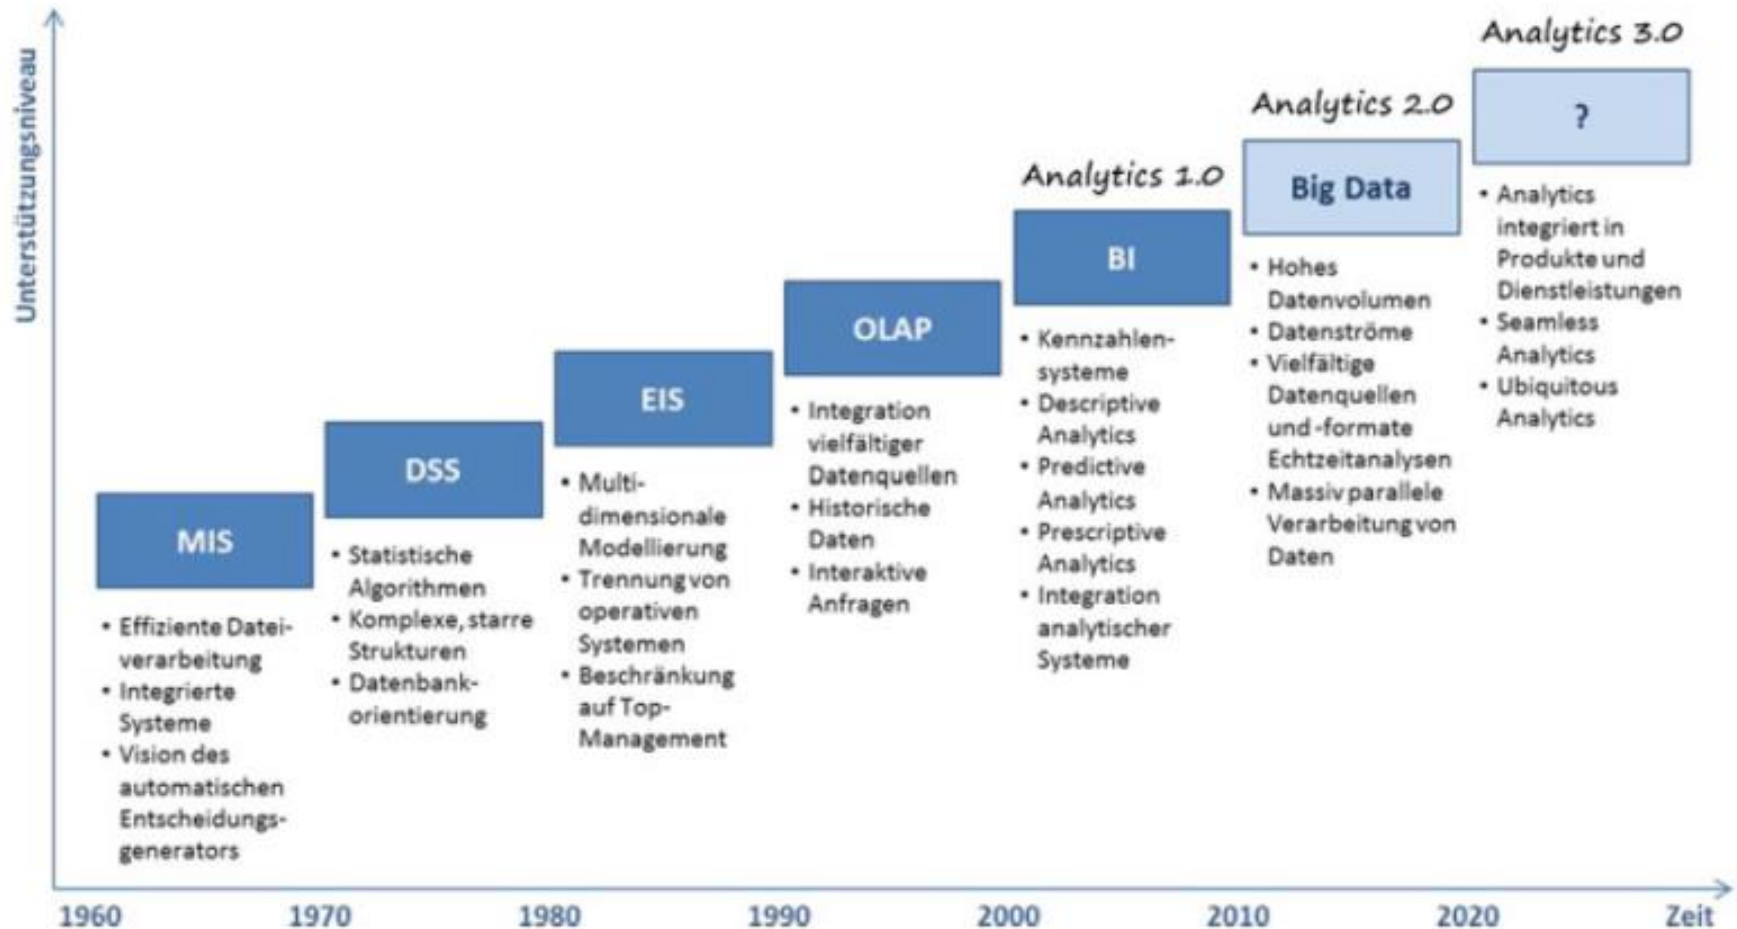 Unterstützungsniveau
MIS
• Effiziente Datei-
verarbeitung
• Integrierte
Systeme
• Vision des
automatischen
Entscheidungs-
generators
DSS
• Statistische
Algorithmen
• Komplexe, starre
Strukturen
• Datenbank-
orientierung
EIS
• Multi-
dimensionale
Modellierung
• Trennung von
operativen
Systemen
• Beschränkung
auf Top-
Management
OLAP
• Integration
vielfältiger
Datenquellen
• Historische
Daten
• Interaktive
Anfragen
Analytics 1.0
BI
• Kennzahlen-
systeme
• Descriptive
Analytics
• Predictive
Analytics
• Prescriptive
Analytics
• Integration
analytischer
Systeme
Analytics 2.0
Big Data
• Hohes
Datenvolumen
• Datenströme
• Vielfältige
Datenquellen
und -formate
Echtzeitanalysen
• Massiv parallele
Verarbeitung von
Daten
Analytics 3.0
?
• Analytics
integriert in
Produkte und
Dienstleistungen
• Seamless
Analytics
• Ubiquitous
Analytics
1960 1970 1980 1990 2000 2010 2020 Zeit